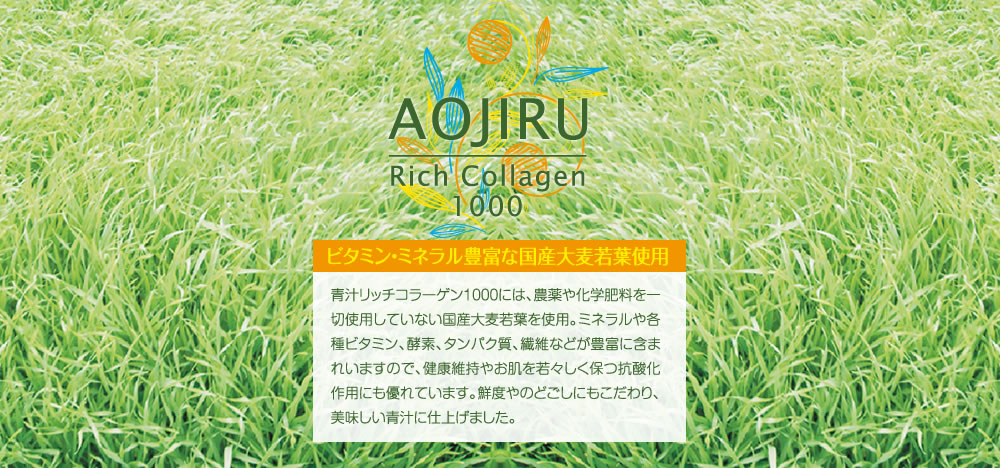 AOJIRU
Rich Collagen
1000
ビタミン・ミネラル豊富な国産大麦若葉使用
青汁リッチコラーゲン1000には、農薬や化学肥料を一
切使用していない国産大麦若葉を使用。ミネラルや各
種ビタミン、酵素、タンパク質、繊維などが豊富に含ま
れいますので、健康維持やお肌を若々しく保つ抗酸化
作用にも優れています。鮮度やのどごしにもこだわり、
美味しい青汁に仕上げました。